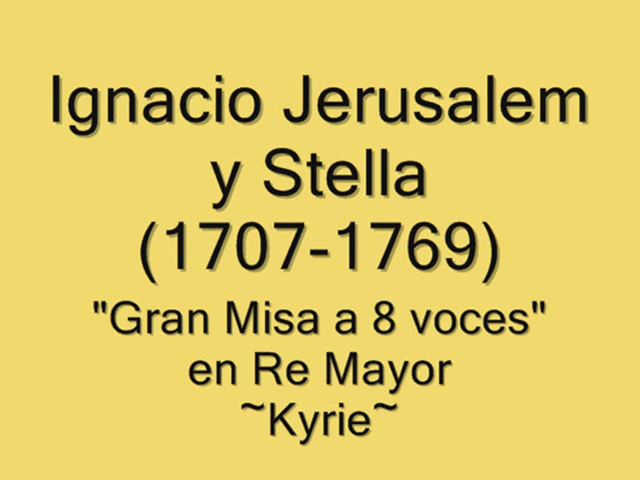 Ignacio Jerusalem
y Stella
(1707-1769)
"Gran Misa a 8 voces"
en Re Mayor
~Kyrie~